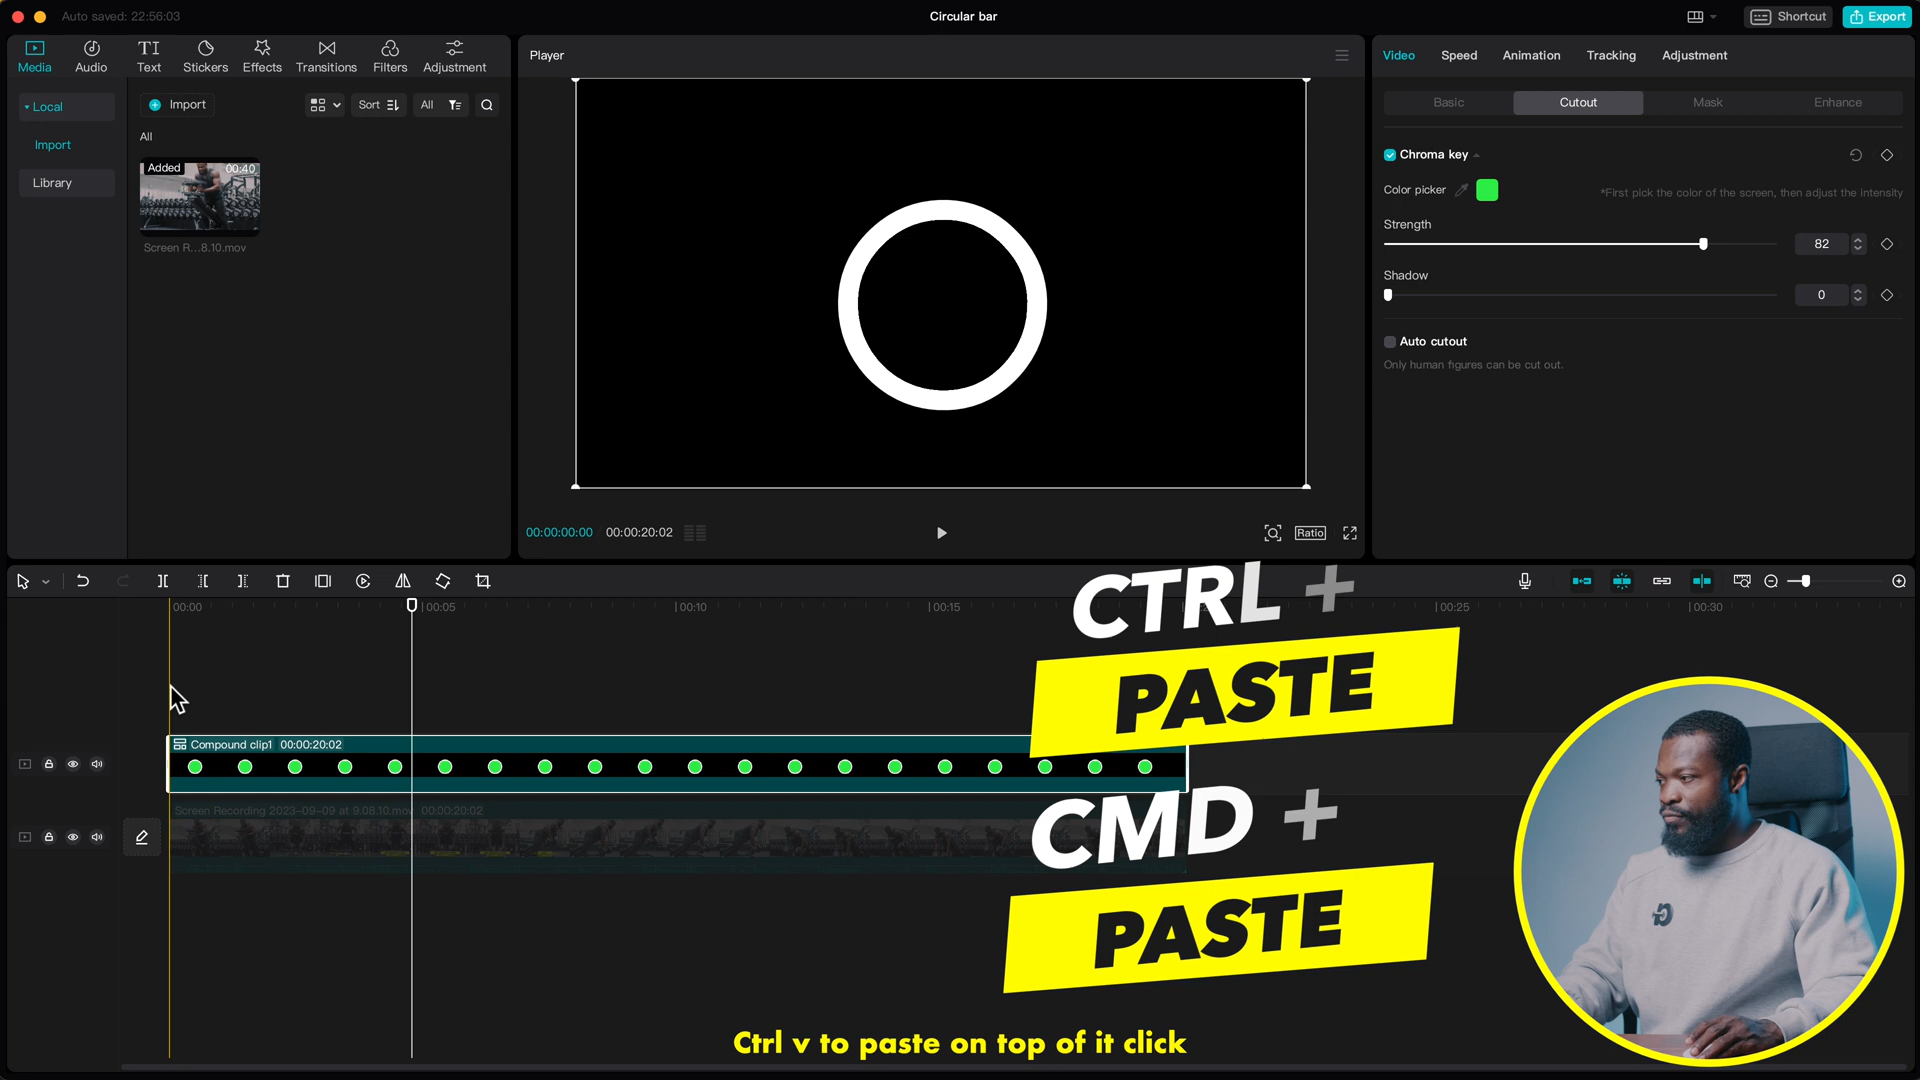 Auto saved: 22:56:03
Circular bar
Shortcut
Export
Media
Audio
Text
Stickers
Effects
Transitions
Filters
Adjustment
Player
Video
Speed
Animation
Tracking
Adjustment
Local
Import
Library
Import
Sort
All
All
Added
00:40
Screen R...8.10.mov
Basic
Cutout
Mask
Enhance
Chroma key
Color picker
*First pick the color of the screen, then adjust the intensity
Strength
82
Shadow
0
Auto cutout
Only human figures can be cut out.
00:00:00:00
00:00:20:02
Ratio
00:00
00:05
00:10
00:15
00:25
00:30
Compound clip1 00:00:20:02
Screen Recording 2023-09-09 at 9.08.10.mov 00:00:20:02
CTRL +
PASTE
CMD +
PASTE
Ctrl v to paste on top of it click